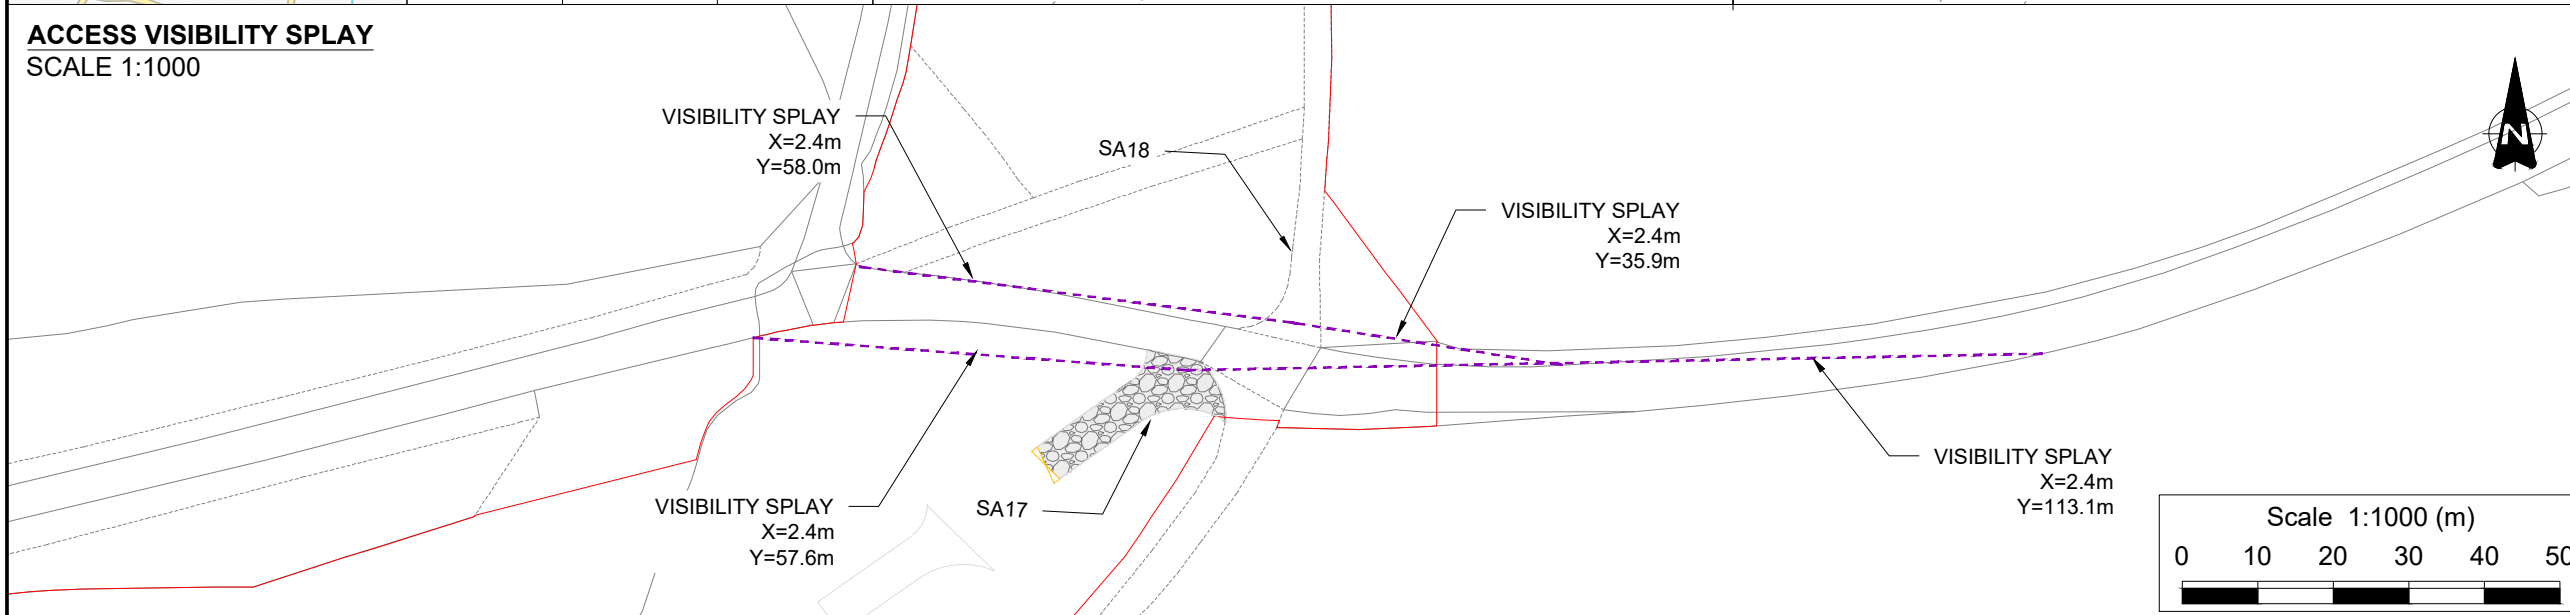 ACCESS VISIBILITY SPLAY
SCALE 1:1000
VISIBILITY SPLAY
X=2.4m
Y=58.0m
SA18
VISIBILITY SPLAY
X=2.4m
Y=35.9m
N
VISIBILITY SPLAY
X=2.4m
Y=57.6m
SA17
VISIBILITY SPLAY
X=2.4m
Y=113.1m
Scale 1:1000 (m)
0 10 20 30 40 50